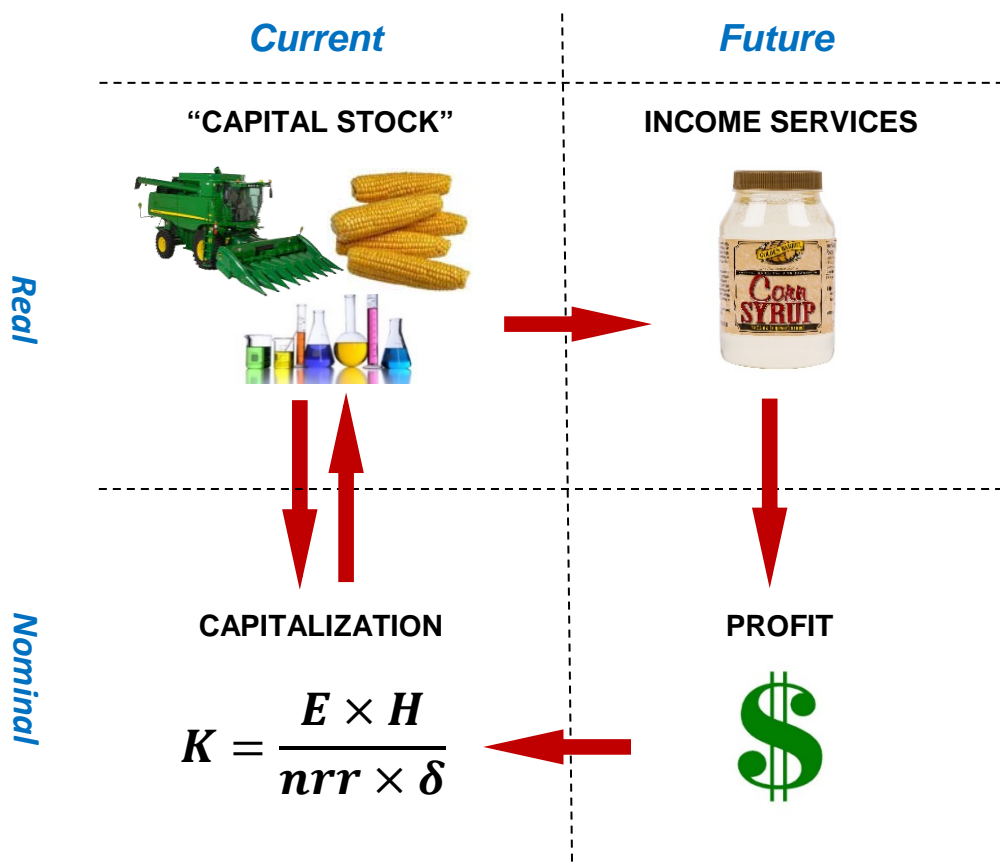 Current
Future
“CAPITAL STOCK”
INCOME SERVICES
Real
CORN
SYRUP
Nominal
CAPITALIZATION
PROFIT
K = (E × H) / (nrr × δ)
$